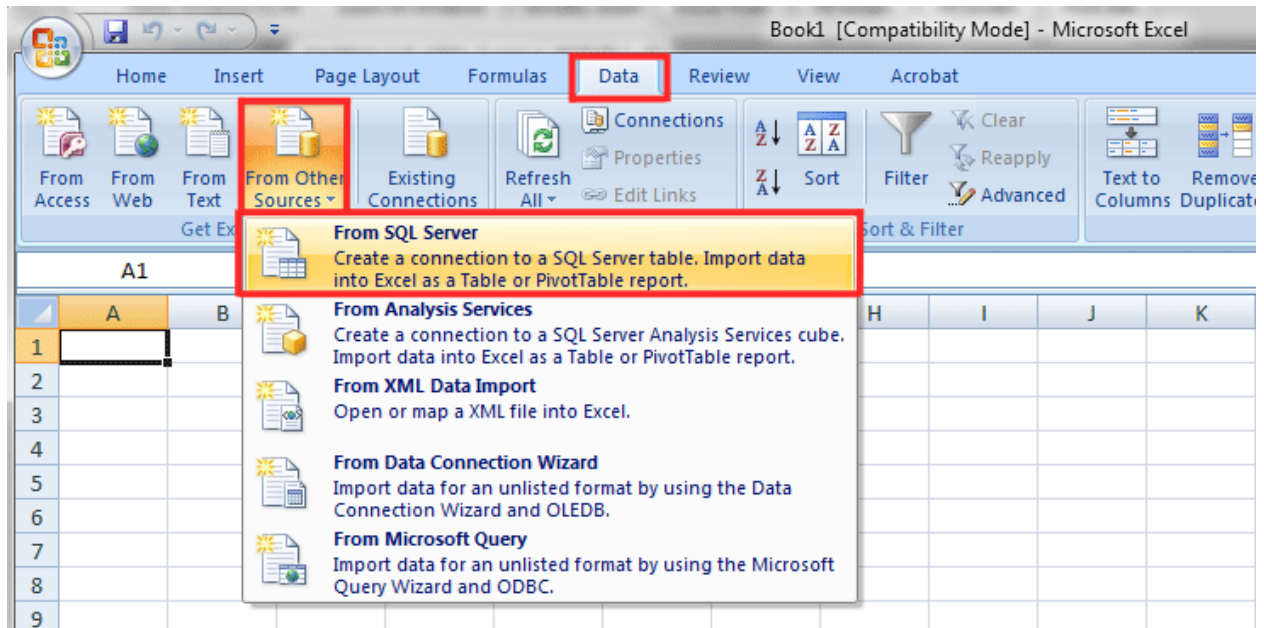 Book1 [Compatibility Mode] - Microsoft Excel
Home Insert Page Layout Formulas Data Review View Acrobat
From Access
From Web
From Text
From Other Sources
Existing Connections
Refresh All
Connections
Properties
Edit Links
A Z
Z A
A Z
Z A
Sort
Filter
Clear
Reapply
Advanced
Text to Columns
Remove
Get Ex
Sort & Filter
A1
From SQL Server
Create a connection to a SQL Server table. Import data
into Excel as a Table or PivotTable report.
From Analysis Services
Create a connection to a SQL Server Analysis Services cube.
Import data into Excel as a Table or PivotTable report.
From XML Data Import
Open or map a XML file into Excel.
From Data Connection Wizard
Import data for an unlisted format by using the Data
Connection Wizard and OLEDB.
From Microsoft Query
Import data for an unlisted format by using the Microsoft
Query Wizard and ODBC.
A B H I J K
1
2
3
4
5
6
7
8
9